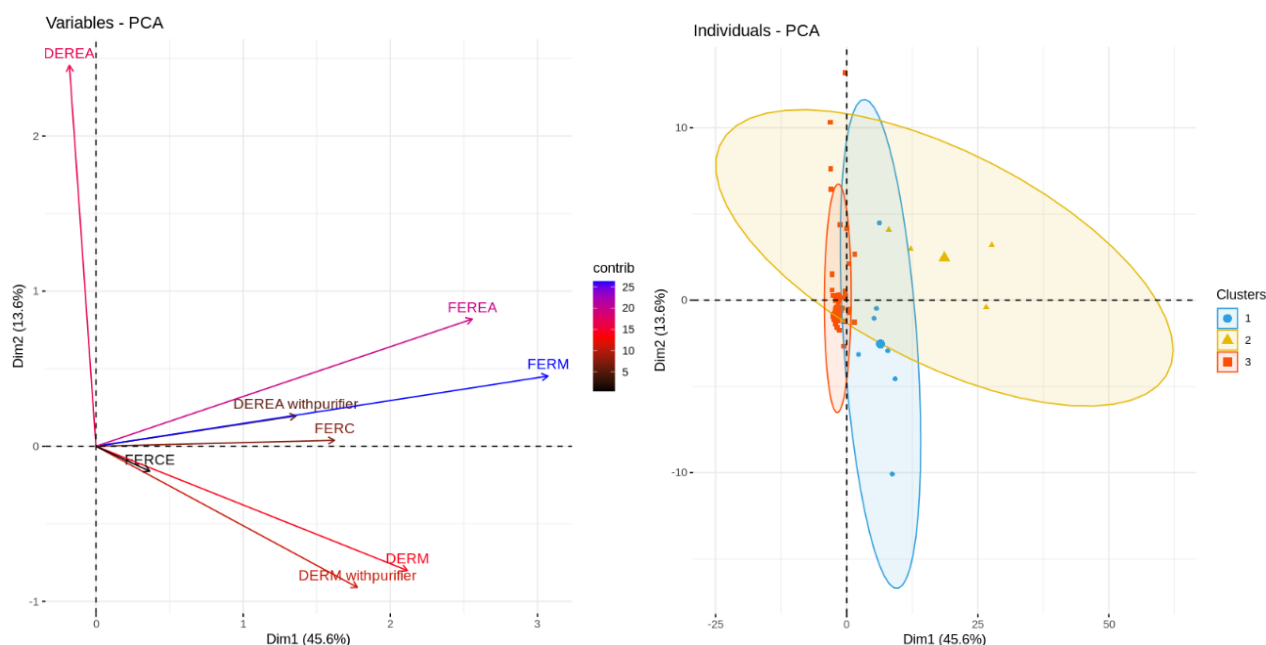 Variables - PCA
DEREA
2
1
0
-1
Dim2 (13.6%)
FEREA
FERM
DEREA withpurifier
FERC
FERCE
DERM
DERM withpurifier
0
1
2
3
Dim1 (45.6%)
contrib
25
20
15
10
5
Individuals - PCA
10
0
-10
Dim2 (13.6%)
-25
0
25
50
Dim1 (45.6%)
Clusters
1
2
3